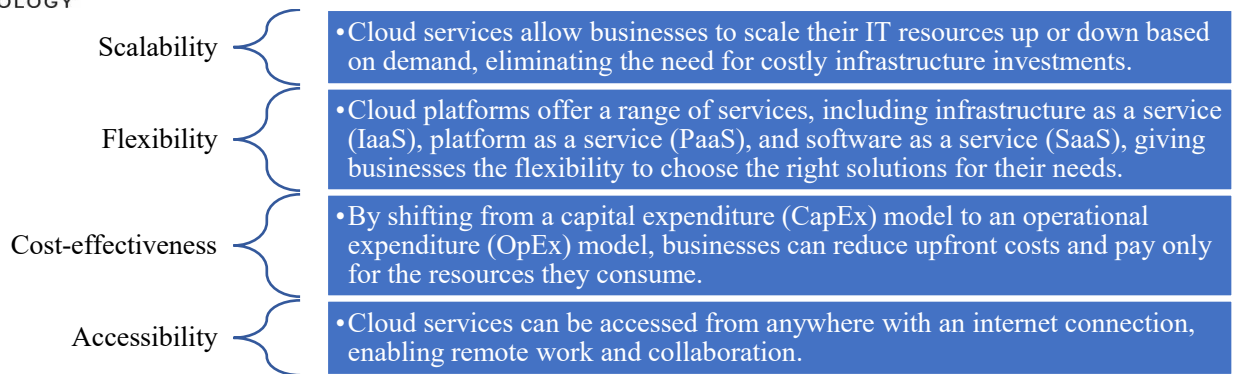 OLOGY
Scalability
•Cloud services allow businesses to scale their IT resources up or down based
on demand, eliminating the need for costly infrastructure investments.
Flexibility
•Cloud platforms offer a range of services, including infrastructure as a service
(IaaS), platform as a service (PaaS), and software as a service (SaaS), giving
businesses the flexibility to choose the right solutions for their needs.
Cost-effectiveness
•By shifting from a capital expenditure (CapEx) model to an operational
expenditure (OpEx) model, businesses can reduce upfront costs and pay only
for the resources they consume.
Accessibility
•Cloud services can be accessed from anywhere with an internet connection,
enabling remote work and collaboration.